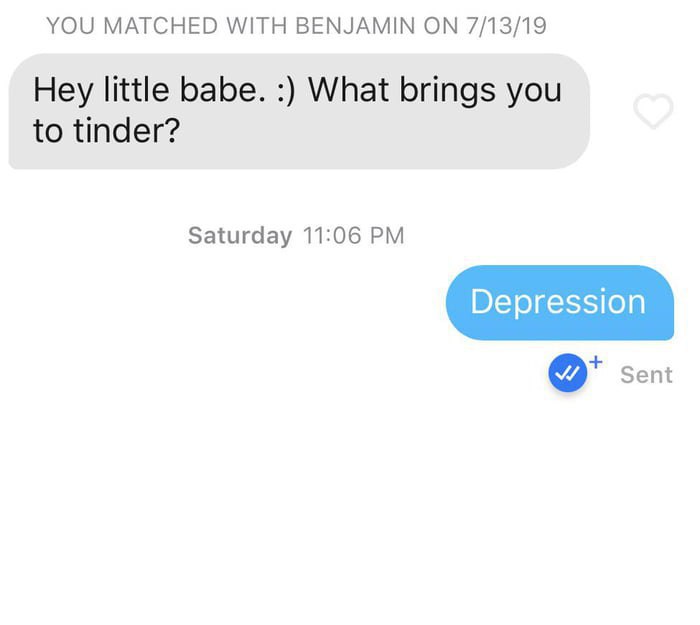 YOU MATCHED WITH BENJAMIN ON 7/13/19
Hey little babe. :) What brings you
to tinder?
Saturday 11:06 PM
Depression
Sent